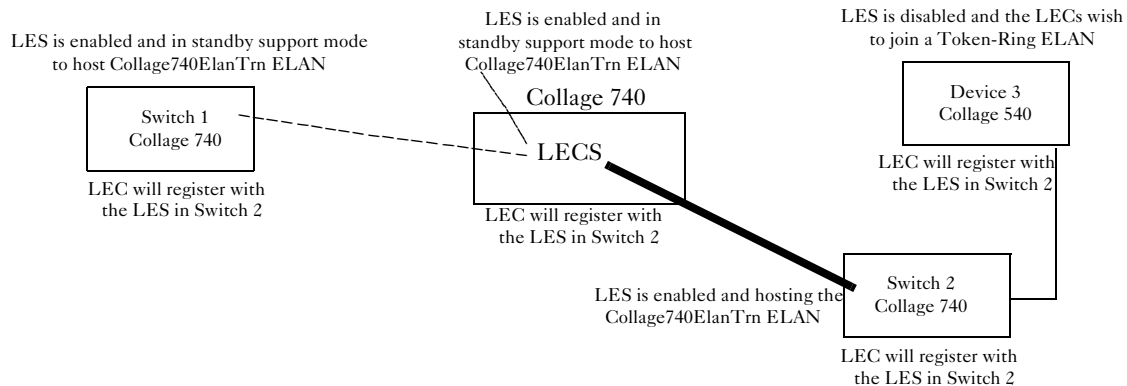 LES is enabled and in standby support mode
to host Collage740ElanTrn ELAN
Switch 1
Collage 740
LEC will register with
the LES in Switch 2
LES is enabled and in
standby support mode to host
Collage740ElanTrn ELAN
Collage 740
LECS
LEC will register with
the LES in Switch 2
LES is disabled and the LECs wish
to join a Token-Ring ELAN
Device 3
Collage 540
LEC will register with
the LES in Switch 2
LES is enabled and hosting the
Collage740ElanTrn ELAN
Switch 2
Collage 740
LEC will register with
the LES in Switch 2